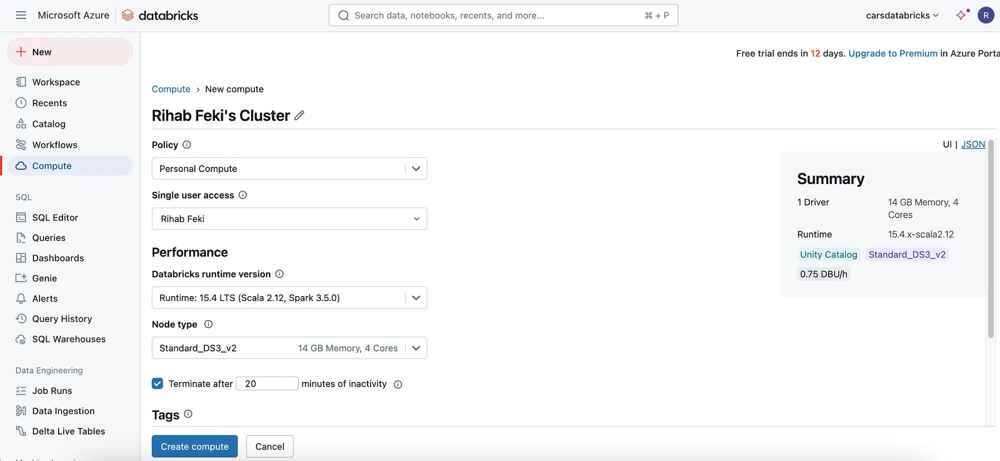 Microsoft Azure databricks
Search data, notebooks, recents, and more... ⌘ + P
carsdatabricks
R
New
Workspace
Recents
Catalog
Workflows
Compute
SQL
SQL Editor
Queries
Dashboards
Genie
Alerts
Query History
SQL Warehouses
Data Engineering
Job Runs
Data Ingestion
Delta Live Tables
Free trial ends in 12 days. Upgrade to Premium in Azure Porta
Compute › New compute
Rihab Feki's Cluster
Policy
Personal Compute
Single user access
Rihab Feki
Performance
Databricks runtime version
Runtime: 15.4 LTS (Scala 2.12, Spark 3.5.0)
Node type
Standard_DS3_v2 14 GB Memory, 4 Cores
Terminate after 20 minutes of inactivity
Tags
Create compute Cancel
UI | JSON
Summary
1 Driver 14 GB Memory, 4
Cores
Runtime 15.4.x-scala2.12
Unity Catalog Standard_DS3_v2
0.75 DBU/h